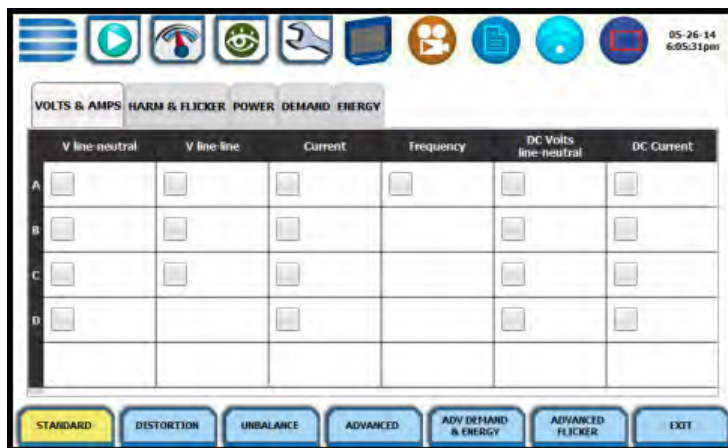 05-26-14
6:05:31pm
VOLTS & AMPS HARM & FLICKER POWER DEMAND ENERGY
V line-neutral V line-line Current Frequency DC Volts line-neutral DC Current
A
B
C
D
STANDARD DISTORTION UNBALANCE ADVANCED ADV DEMAND & ENERGY ADVANCED FLICKER EXIT